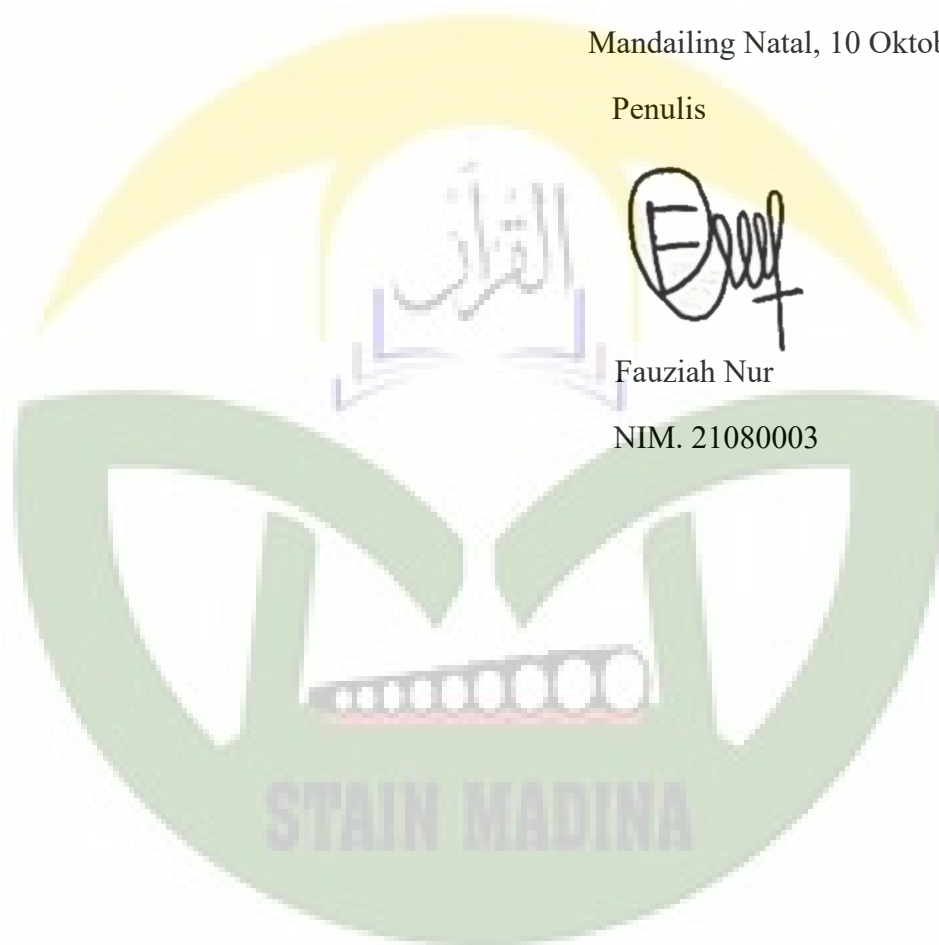 Mandailing Natal, 10 Oktob
Penulis
القرآن
Fauziah Nur
NIM. 21080003
STAIN MADINA